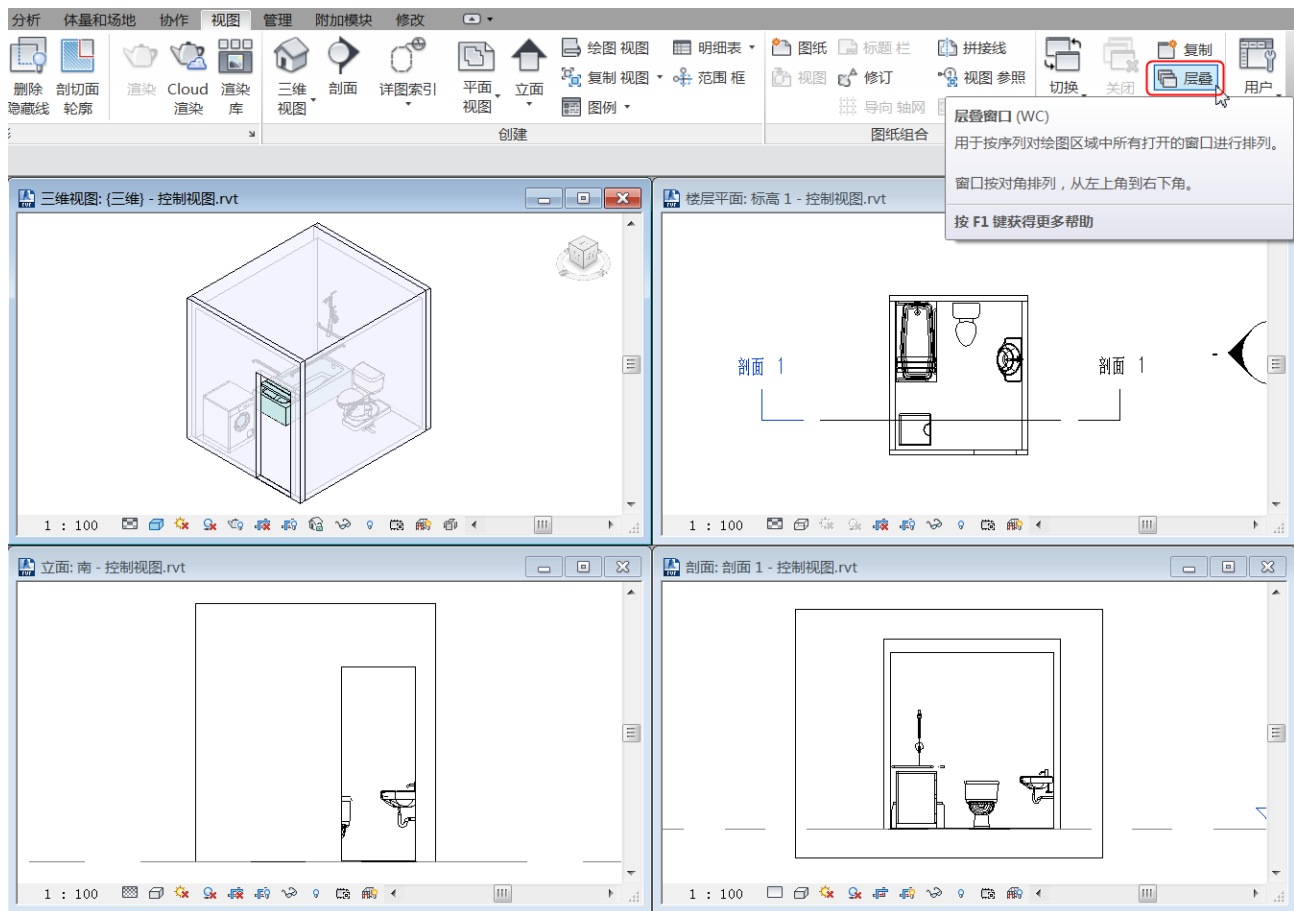 分析 体量和场地 协作 视图 管理 附加模块 修改
删除 剖切面 渲染 Cloud 渲染 三维 剖面 详图索引 平面 立面 绘图 视图 明细表 图纸 标题 栏 拼接线 切换 关闭 复制 用户
隐藏线 轮廓 渲染 库 视图 视图 复制 视图 范围 框 视图 修订 视图 参照 层叠
图例 导向 轴网
创建 图纸组合
层叠窗口 (WC)
用于按序列对绘图区域中所有打开的窗口进行排列。
窗口按对角排列，从左上角到右下角。
按 F1 键获得更多帮助
三维视图: {三维} - 控制视图.rvt
1 : 100
楼层平面: 标高 1 - 控制视图.rvt
剖面 1 剖面 1
1 : 100
立面: 南 - 控制视图.rvt
1 : 100
剖面: 剖面 1 - 控制视图.rvt
1 : 100